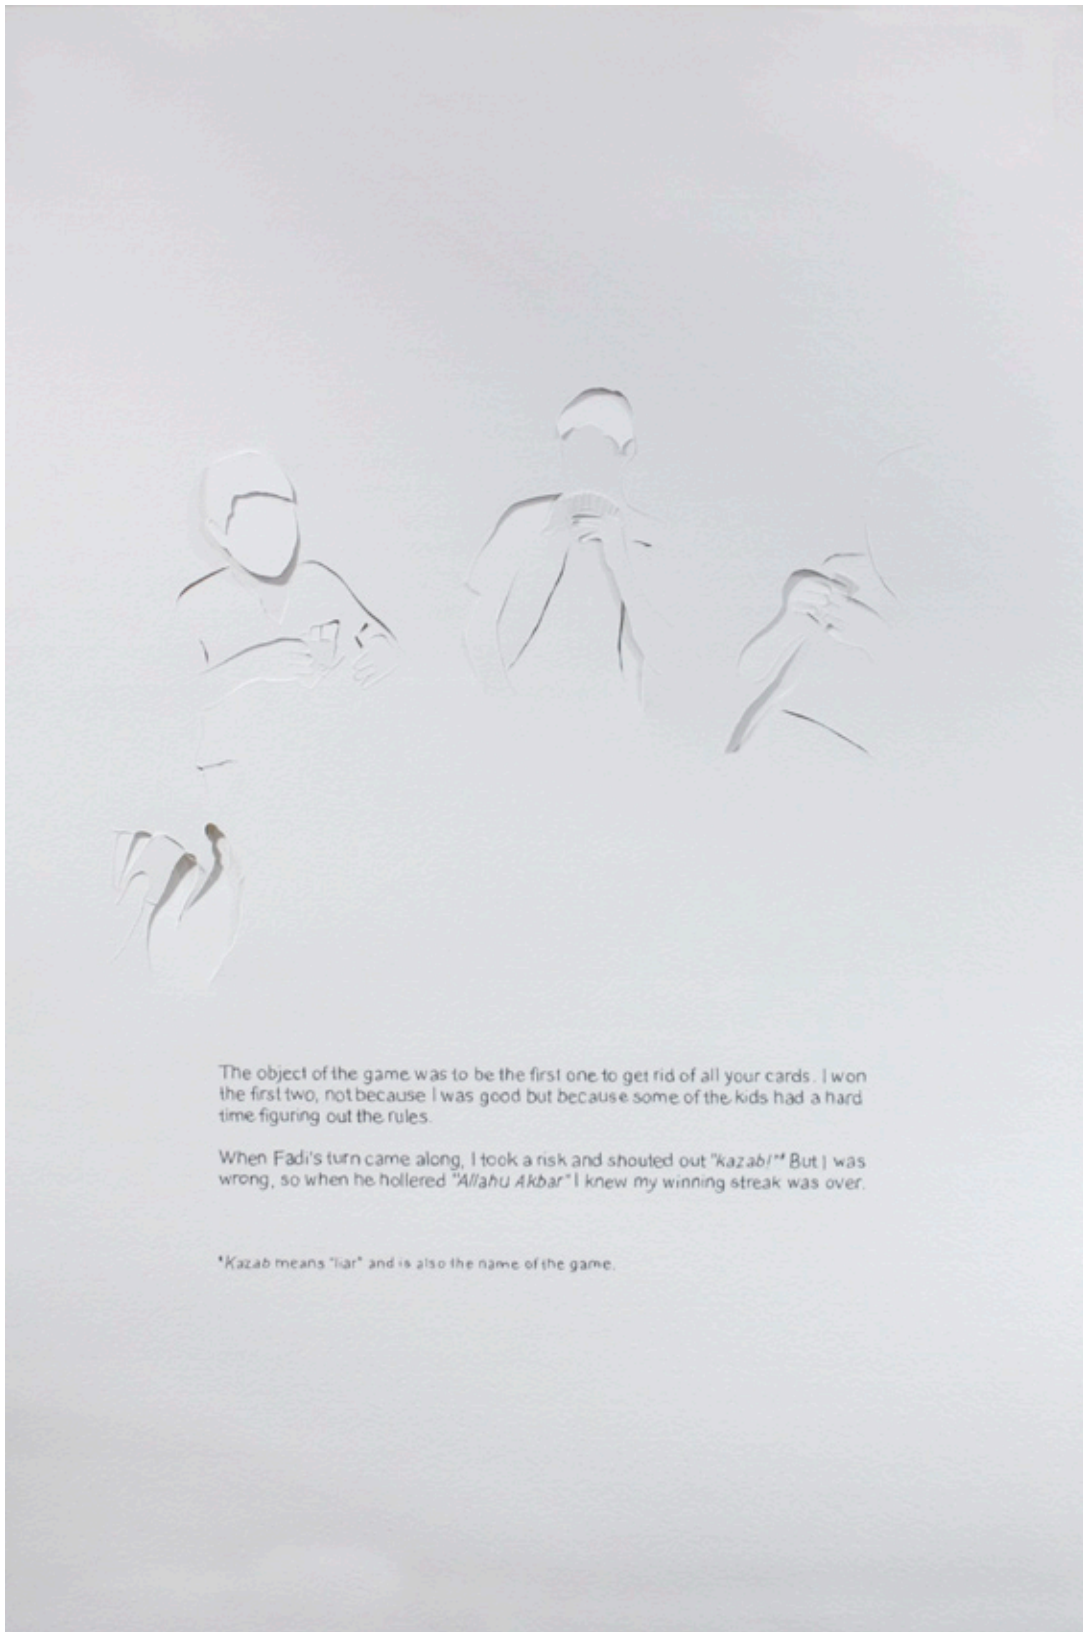 The object of the game was to be the first one to get rid of all your cards. I won
the first two, not because I was good but because some of the kids had a hard
time figuring out the rules.
When Fadi's turn came along, I took a risk and shouted out "kazab!"* But I was
wrong, so when he hollered "Allahu Akbar" I knew my winning streak was over.
*Kazab means "liar" and is also the name of the game.